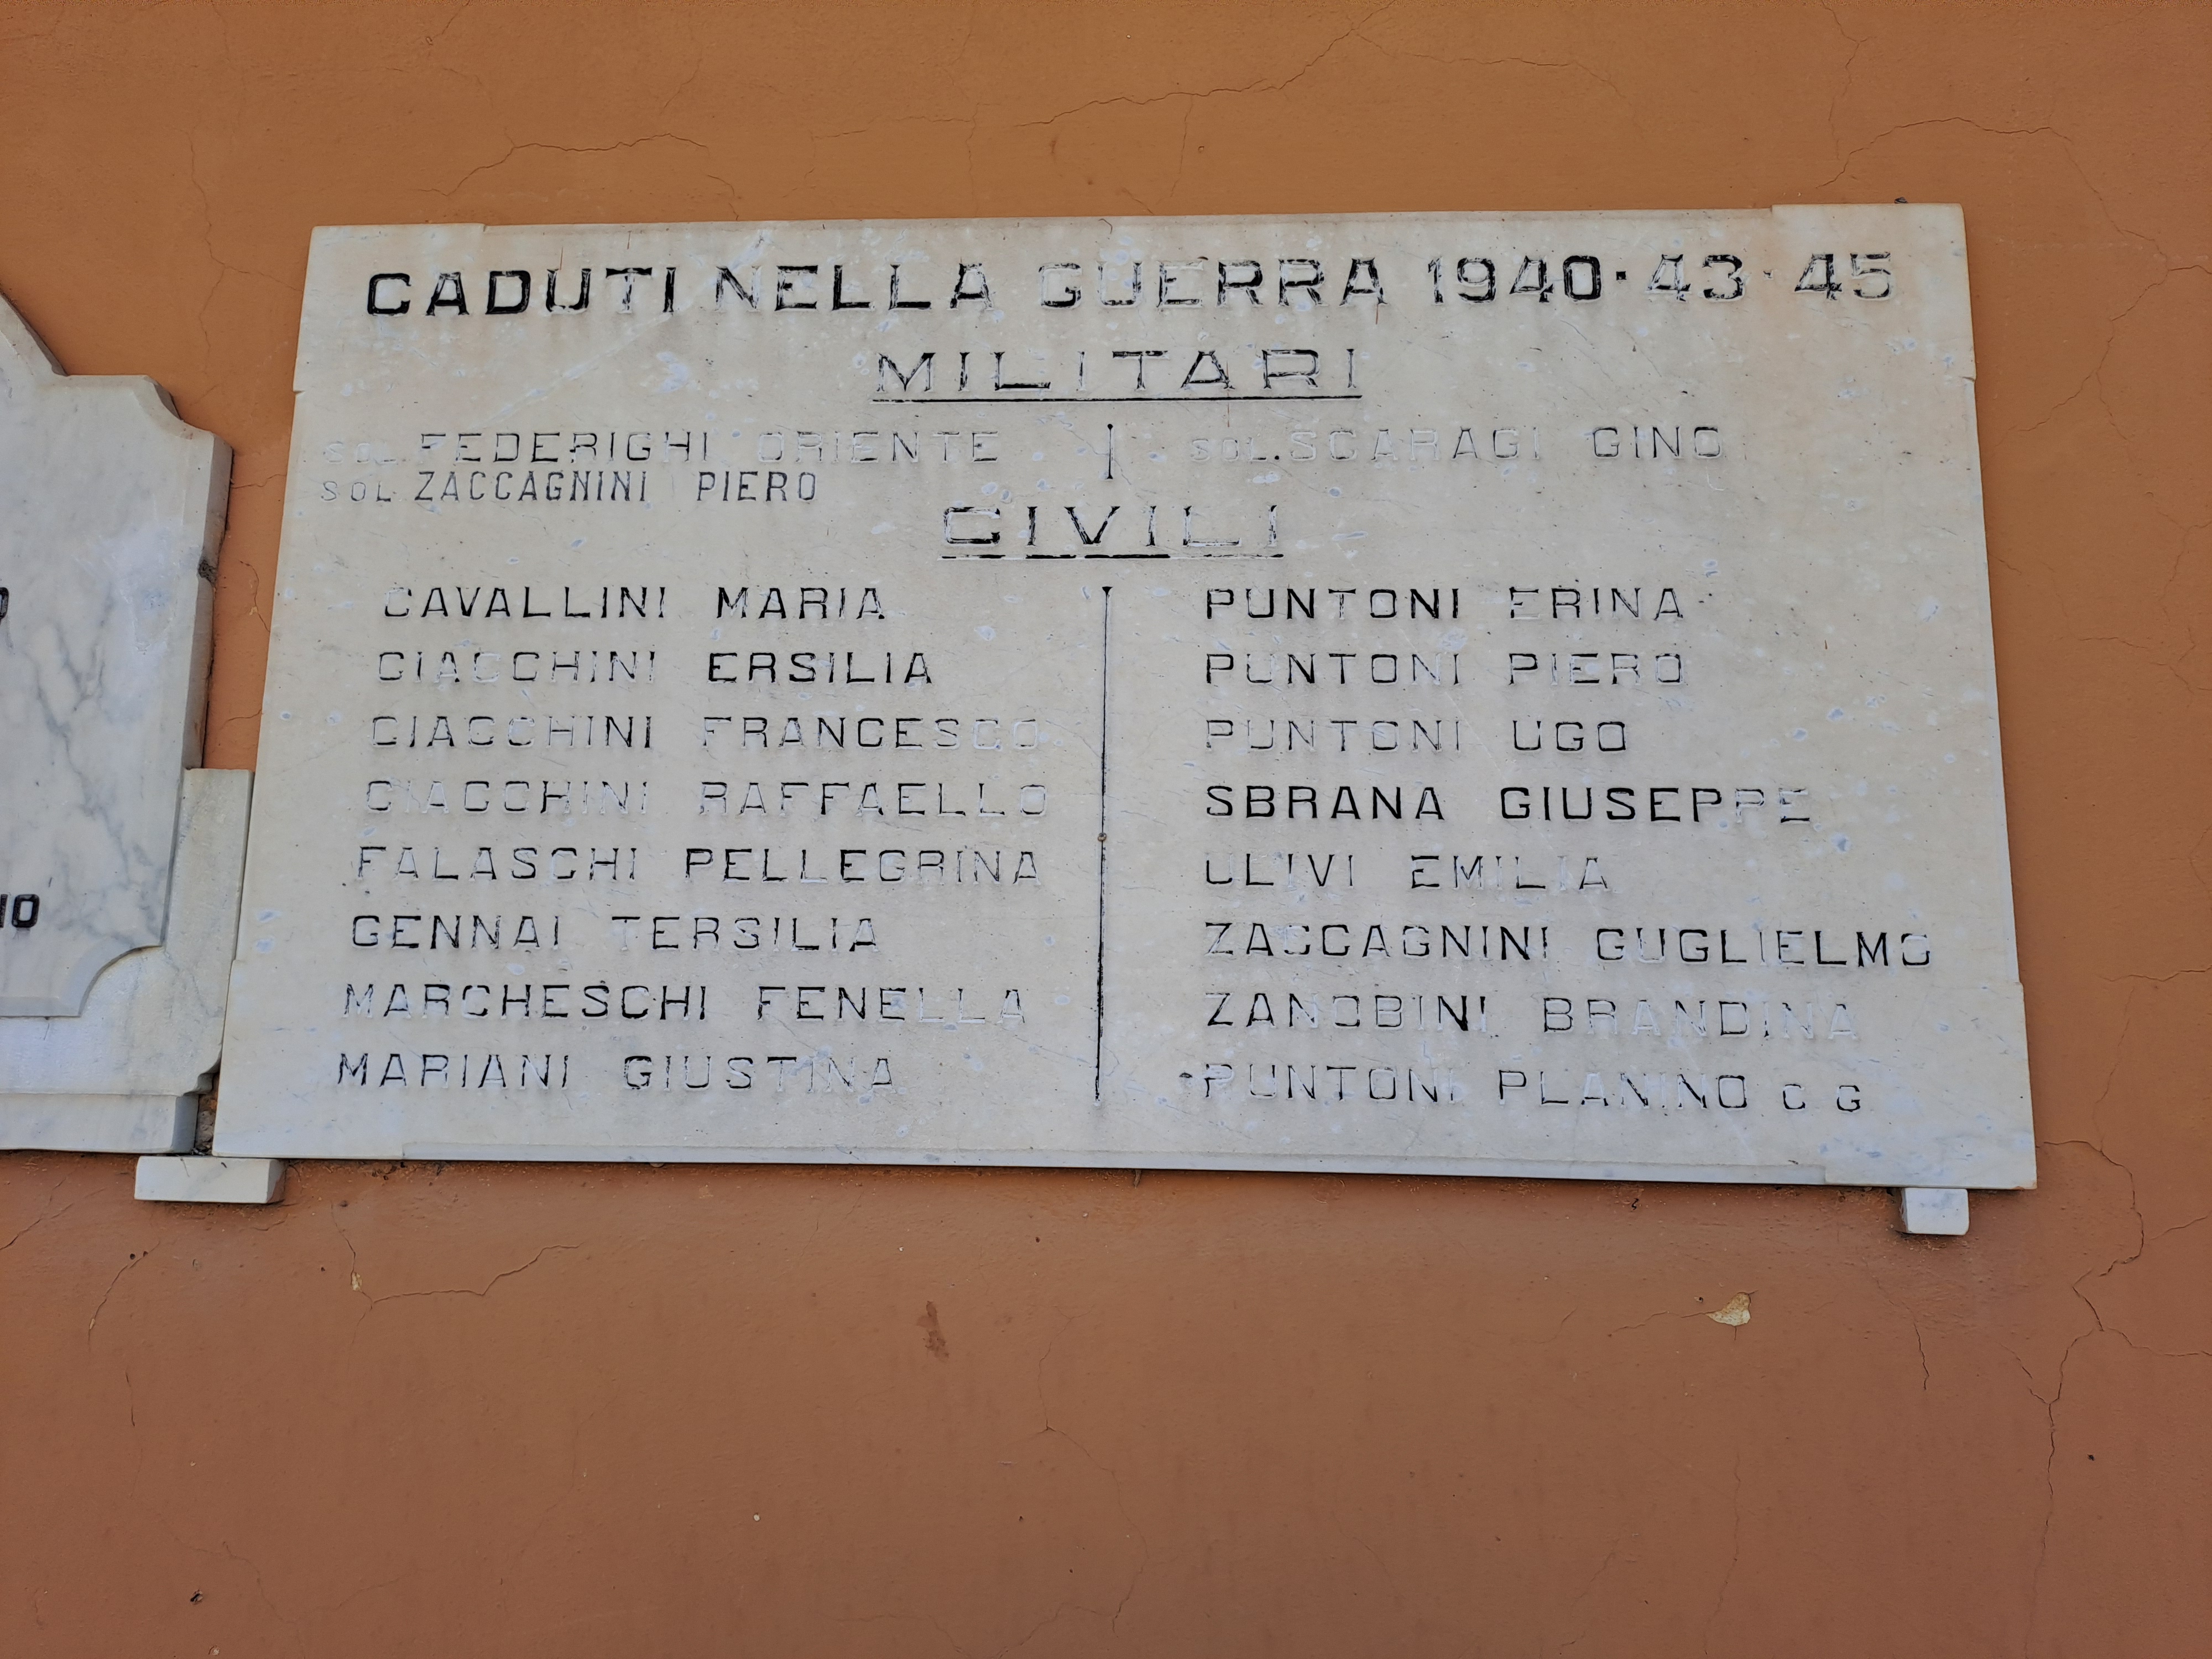 CADUTI NELLA GUERRA 1940·43·45
MILITARI
SOL. FEDERIGHI ORIENTE
SOL. SCARAGI GINO
SOL ZACCAGNINI PIERO
CIVILI
CAVALLINI MARIA
CIACCHINI ERSILIA
CIACCHINI FRANCESCO
CIACCHINI RAFFAELLO
FALASCHI PELLEGRINA
GENNAI TERSILIA
MARCHESCHI FENELLA
MARIANI GIUSTINA
PUNTONI ERINA
PUNTONI PIERO
PUNTONI UGO
SBRANA GIUSEPPE
ULIVI EMILIA
ZACCAGNINI GUGLIELMO
ZANOBINI BRANDINA
PUNTONI PLANINO C G